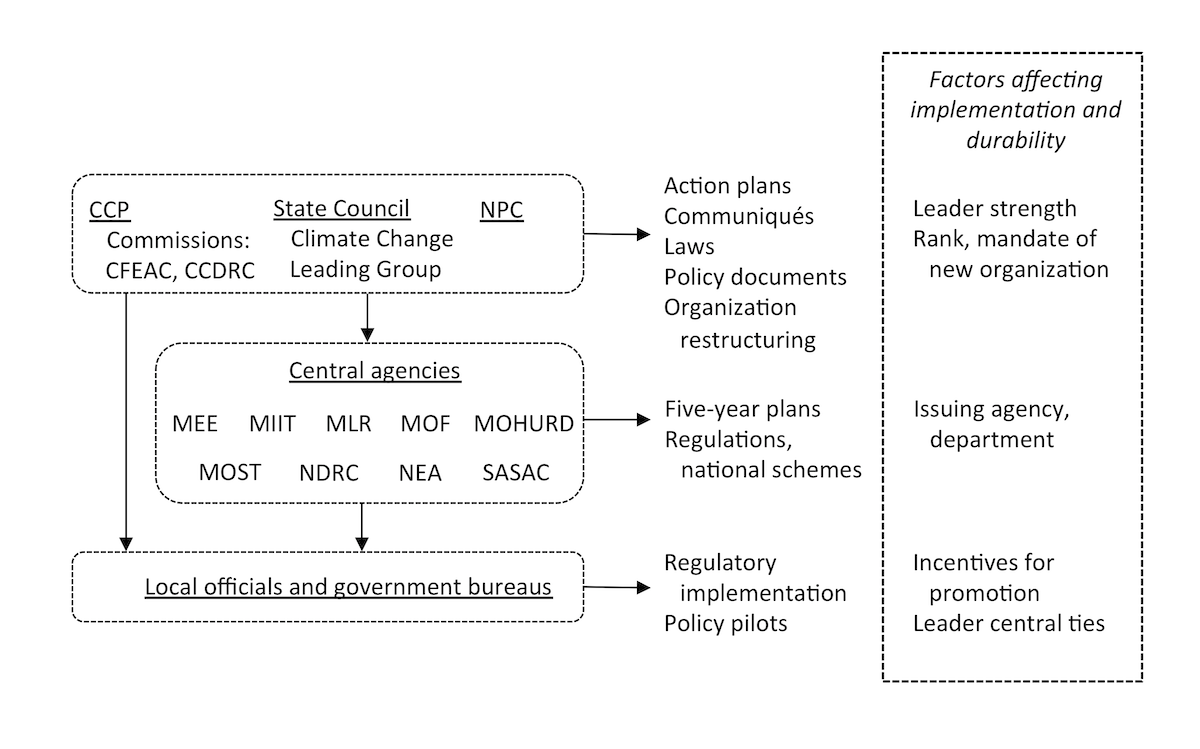 Factors affecting
implementation and
durability
CCP
Commissions:
CFEAC, CCDRC
State Council
Climate Change
Leading Group
NPC
Action plans
Communiqués
Laws
Policy documents
Organization
restructuring
Leader strength
Rank, mandate of
new organization
Central agencies
MEE MIIT MLR MOF MOHURD
MOST NDRC NEA SASAC
Five-year plans
Regulations,
national schemes
Issuing agency,
department
Local officials and government bureaus
Regulatory
implementation
Policy pilots
Incentives for
promotion
Leader central ties